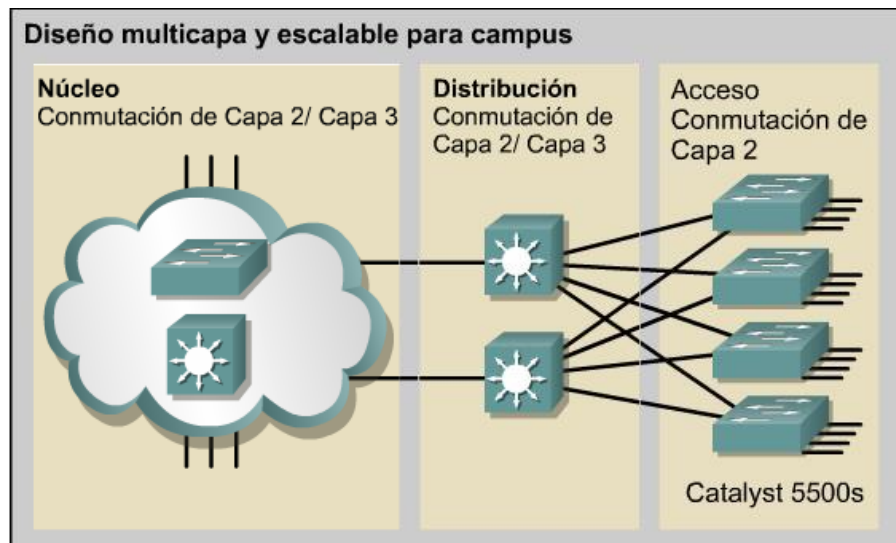 Diseño multicapa y escalable para campus
Núcleo
Conmutación de Capa 2/ Capa 3
Distribución
Conmutación de
Capa 2/ Capa 3
Acceso
Conmutación de
Capa 2
Catalyst 5500s